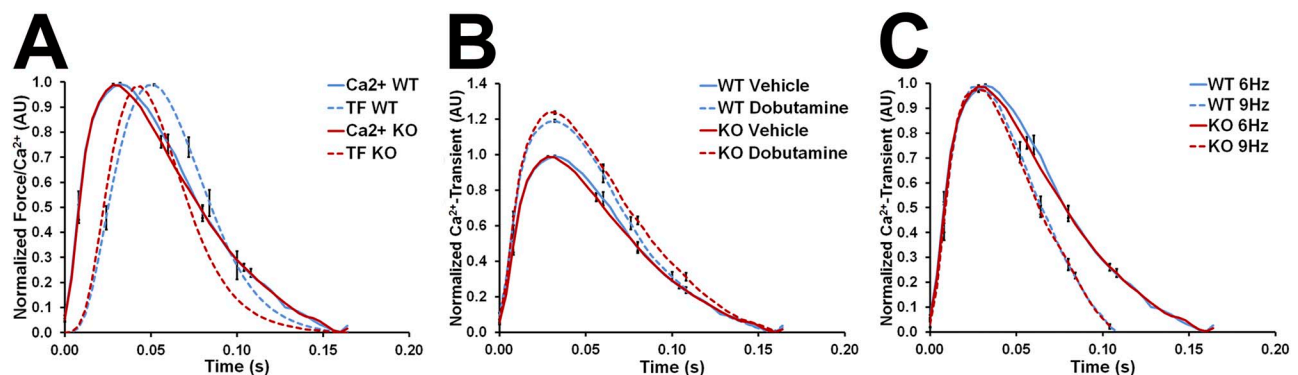 A
Normalized Force/Ca²⁺ (AU)
1.0
0.9
0.8
0.7
0.6
0.5
0.4
0.3
0.2
0.1
0.0
0.00
0.05
0.10
0.15
0.20
Time (s)
Ca2+ WT
TF WT
Ca2+ KO
TF KO
B
Normalized Ca²⁺-Transient (AU)
1.4
1.2
1.0
0.8
0.6
0.4
0.2
0.0
0.00
0.05
0.10
0.15
0.20
Time (s)
WT Vehicle
WT Dobutamine
KO Vehicle
KO Dobutamine
C
Normalized Ca²⁺-Transient (AU)
1.0
0.9
0.8
0.7
0.6
0.5
0.4
0.3
0.2
0.1
0.0
0.00
0.05
0.10
0.15
0.20
Time (s)
WT 6Hz
WT 9Hz
KO 6Hz
KO 9Hz